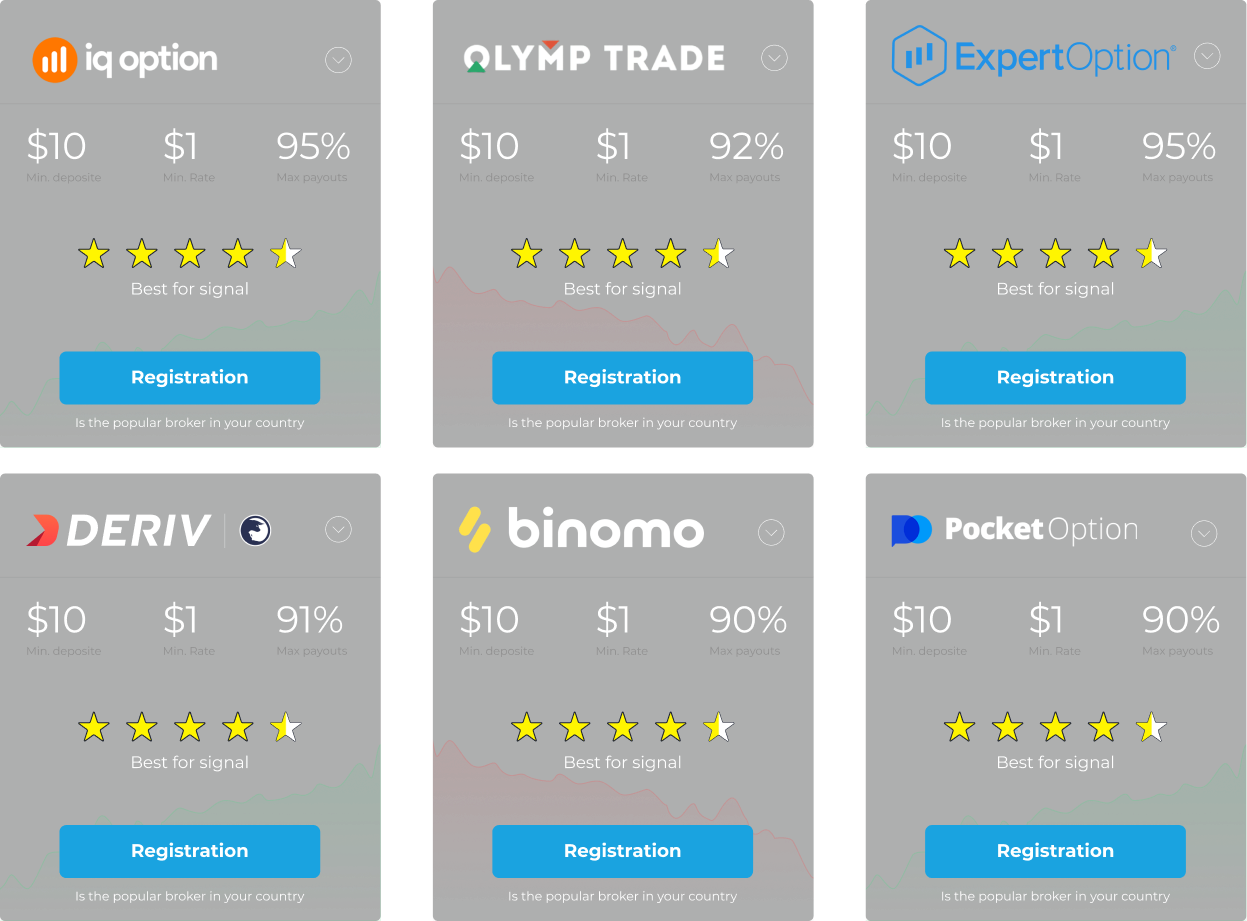 iq option
$10 $1 95%
Min. deposite Min. Rate Max payouts
Best for signal
Registration
Is the popular broker in your country
OLYMP TRADE
$10 $1 92%
Min. deposite Min. Rate Max payouts
Best for signal
Registration
Is the popular broker in your country
ExpertOption®
$10 $1 95%
Min. deposite Min. Rate Max payouts
Best for signal
Registration
Is the popular broker in your country
DERIV
$10 $1 91%
Min. deposite Min. Rate Max payouts
Best for signal
Registration
Is the popular broker in your country
binomo
$10 $1 90%
Min. deposite Min. Rate Max payouts
Best for signal
Registration
Is the popular broker in your country
PocketOption
$10 $1 90%
Min. deposite Min. Rate Max payouts
Best for signal
Registration
Is the popular broker in your country